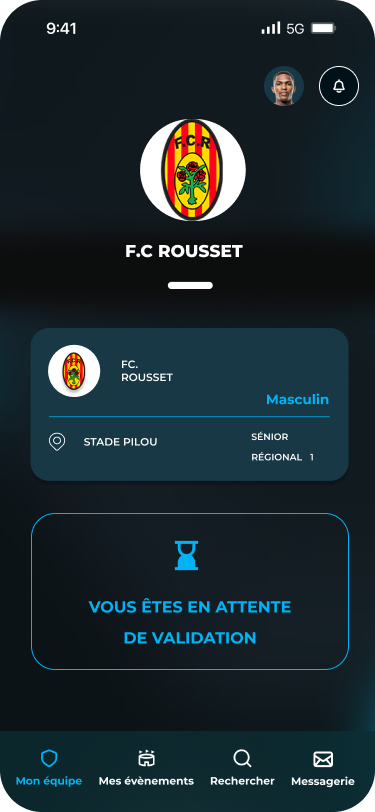 9:41
5G
F.C.R
F.C ROUSSET
FC.
ROUSSET
Masculin
STADE PILOU
SÉNIOR
RÉGIONAL 1
VOUS ÊTES EN ATTENTE
DE VALIDATION
Mon équipe
Mes évènements
Rechercher
Messagerie